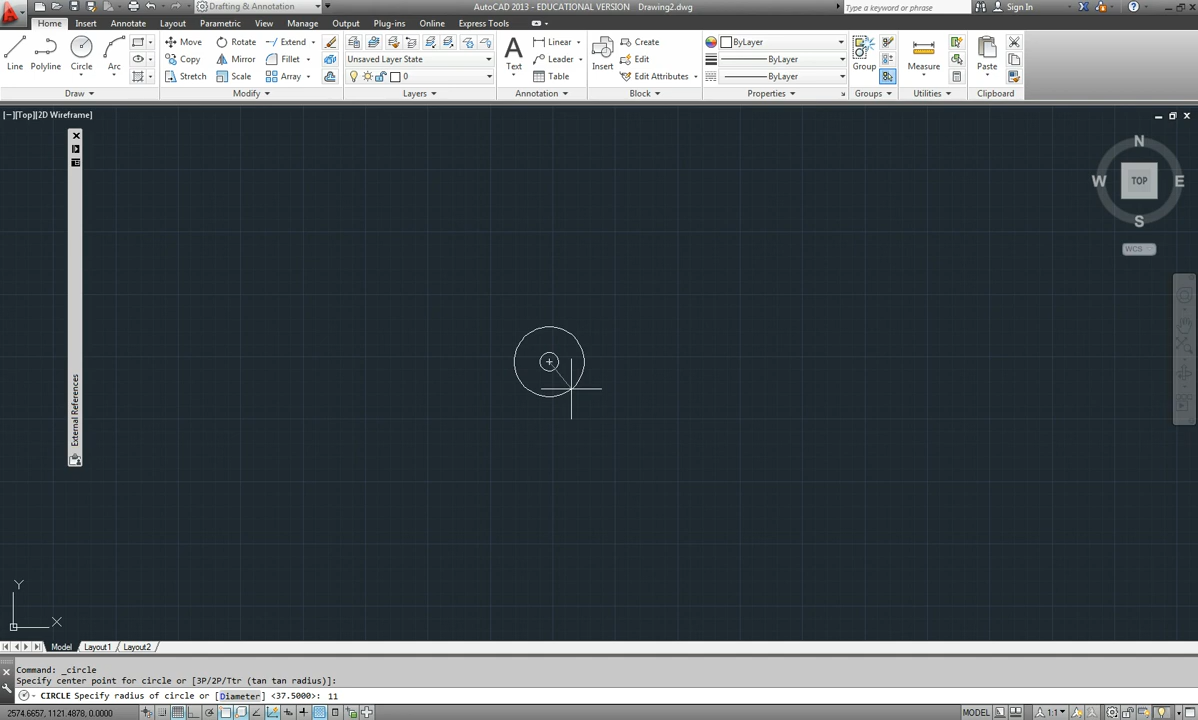 Drafting & Annotation
AutoCAD 2013 - EDUCATIONAL VERSION Drawing2.dwg
Type a keyword or phrase
Sign In
Home Insert Annotate Layout Parametric View Manage Output Plug-ins Online Express Tools
Line Polyline Circle Arc
Move Rotate Extend
Copy Mirror Fillet
Stretch Scale Array
Unsaved Layer State
0
Text
Linear
Leader
Table
Insert
Create
Edit
Edit Attributes
ByLayer
ByLayer
ByLayer
Group
Measure
Paste
Draw Modify Layers Annotation Block Properties Groups Utilities Clipboard
[−][Top][2D Wireframe]
N
W TOP E
S
WCS
External References
Y
X
Model Layout1 Layout2
Command: _circle
Specify center point for circle or [3P/2P/Ttr (tan tan radius)]:
CIRCLE Specify radius of circle or [Diameter] <37.5000>: 11
2574.6657, 1121.4878, 0.0000
MODEL 1:1